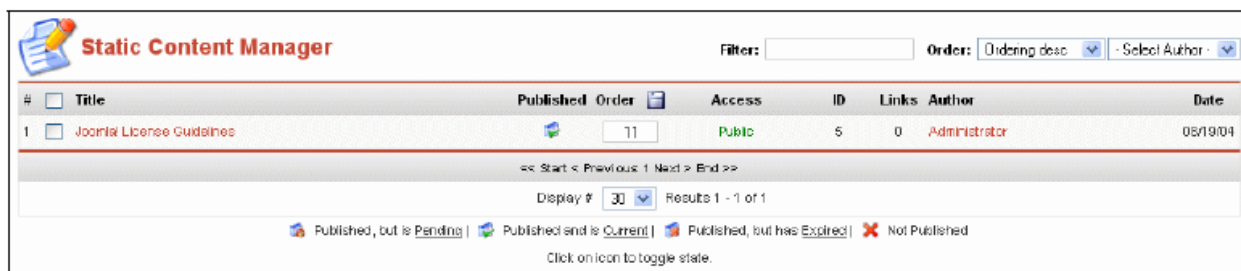 Static Content Manager Filter: Order: Ordering desc - Select Author -
# Title Published Order Access ID Links Author Date
1 Joomla! License Guidelines 11 Public 5 0 Administrator 08/19/04
<< Start < Previous 1 Next > End >>
Display # 30 Results 1 - 1 of 1
Published, but is Pending | Published and is Current | Published, but has Expired | Not Published
Click on icon to toggle state.